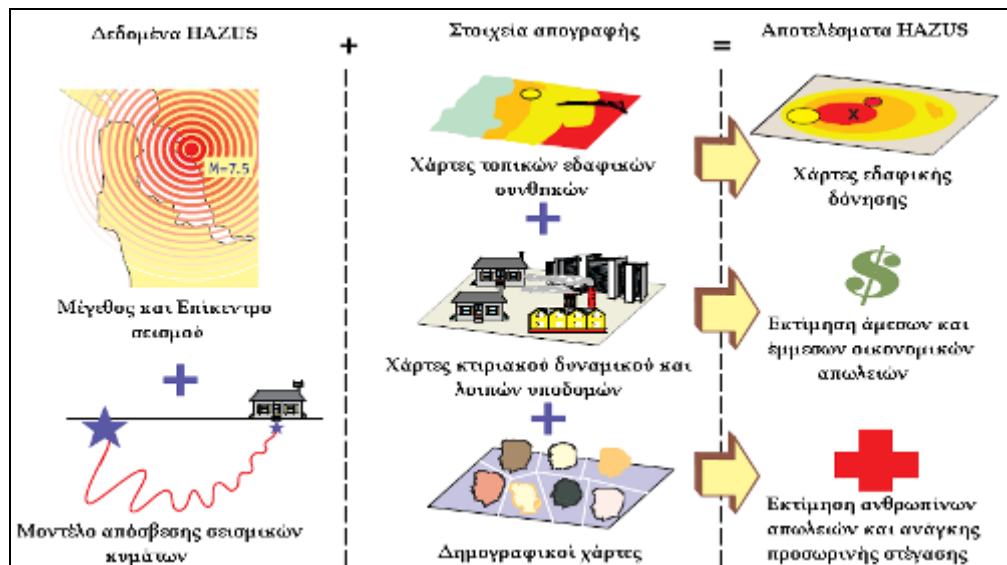 Δεδομένα HAZUS
+
Στοιχεία απογραφής
=
Αποτελέσματα HAZUS
M=7.5
Μέγεθος και Επίκεντρο
σεισμού
+
Μοντέλο απόσβεσης σεισμικών
κυμάτων
Χάρτες τοπικών εδαφικών
συνθηκών
+
Χάρτες κτιριακού δυναμικού και
λοιπών υποδομών
+
Δημογραφικοί χάρτες
X
Χάρτες εδαφικής
δόνησης
$
Εκτίμηση άμεσων και
έμμεσων οικονομικών
απωλειών
Εκτίμηση ανθρωπίνων
απωλειών και ανάγκης
προσωρινής στέγασης